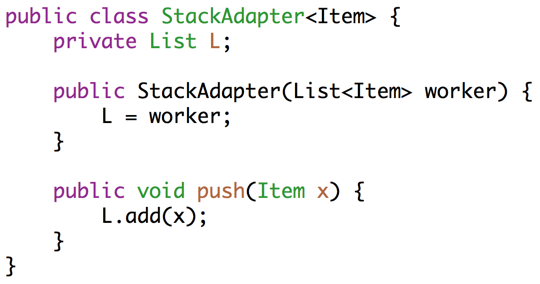 public class StackAdapter<Item> {
    private List L;

    public StackAdapter(List<Item> worker) {
        L = worker;
    }

    public void push(Item x) {
        L.add(x);
    }
}